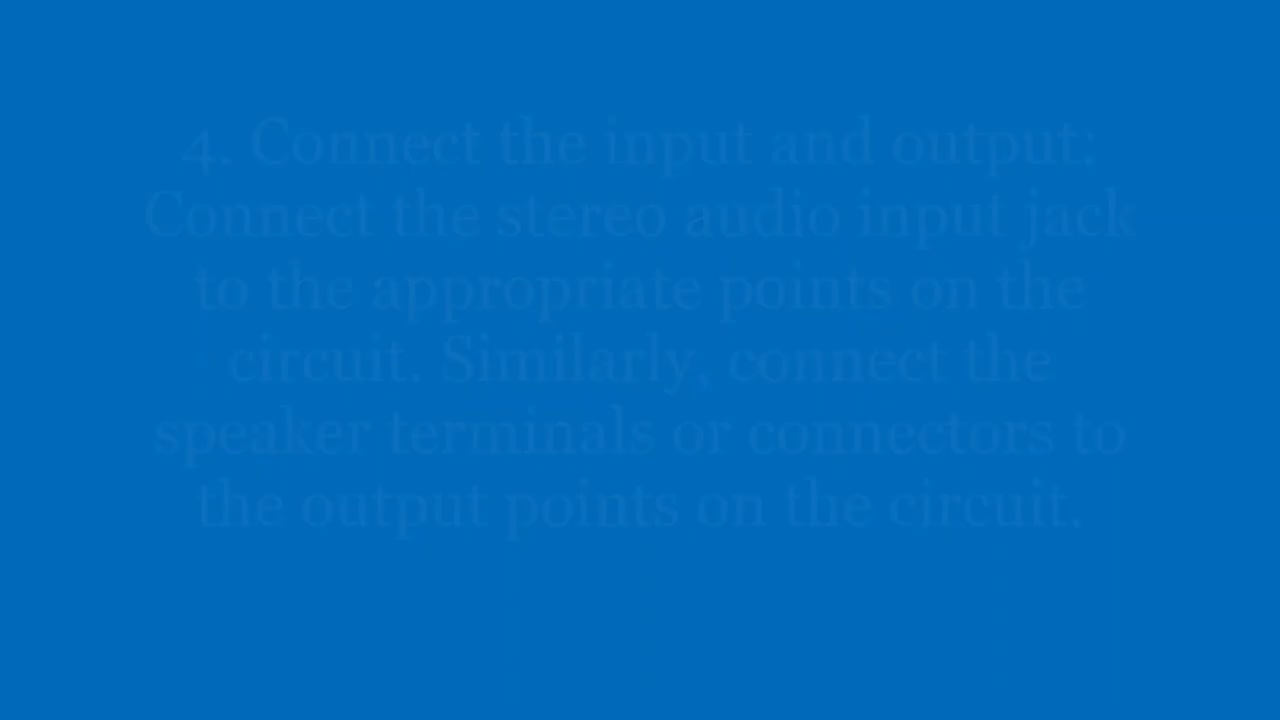 4. Connect the input and output:
Connect the stereo audio input jack
to the appropriate points on the
circuit. Similarly, connect the
speaker terminals or connectors to
the output points on the circuit.